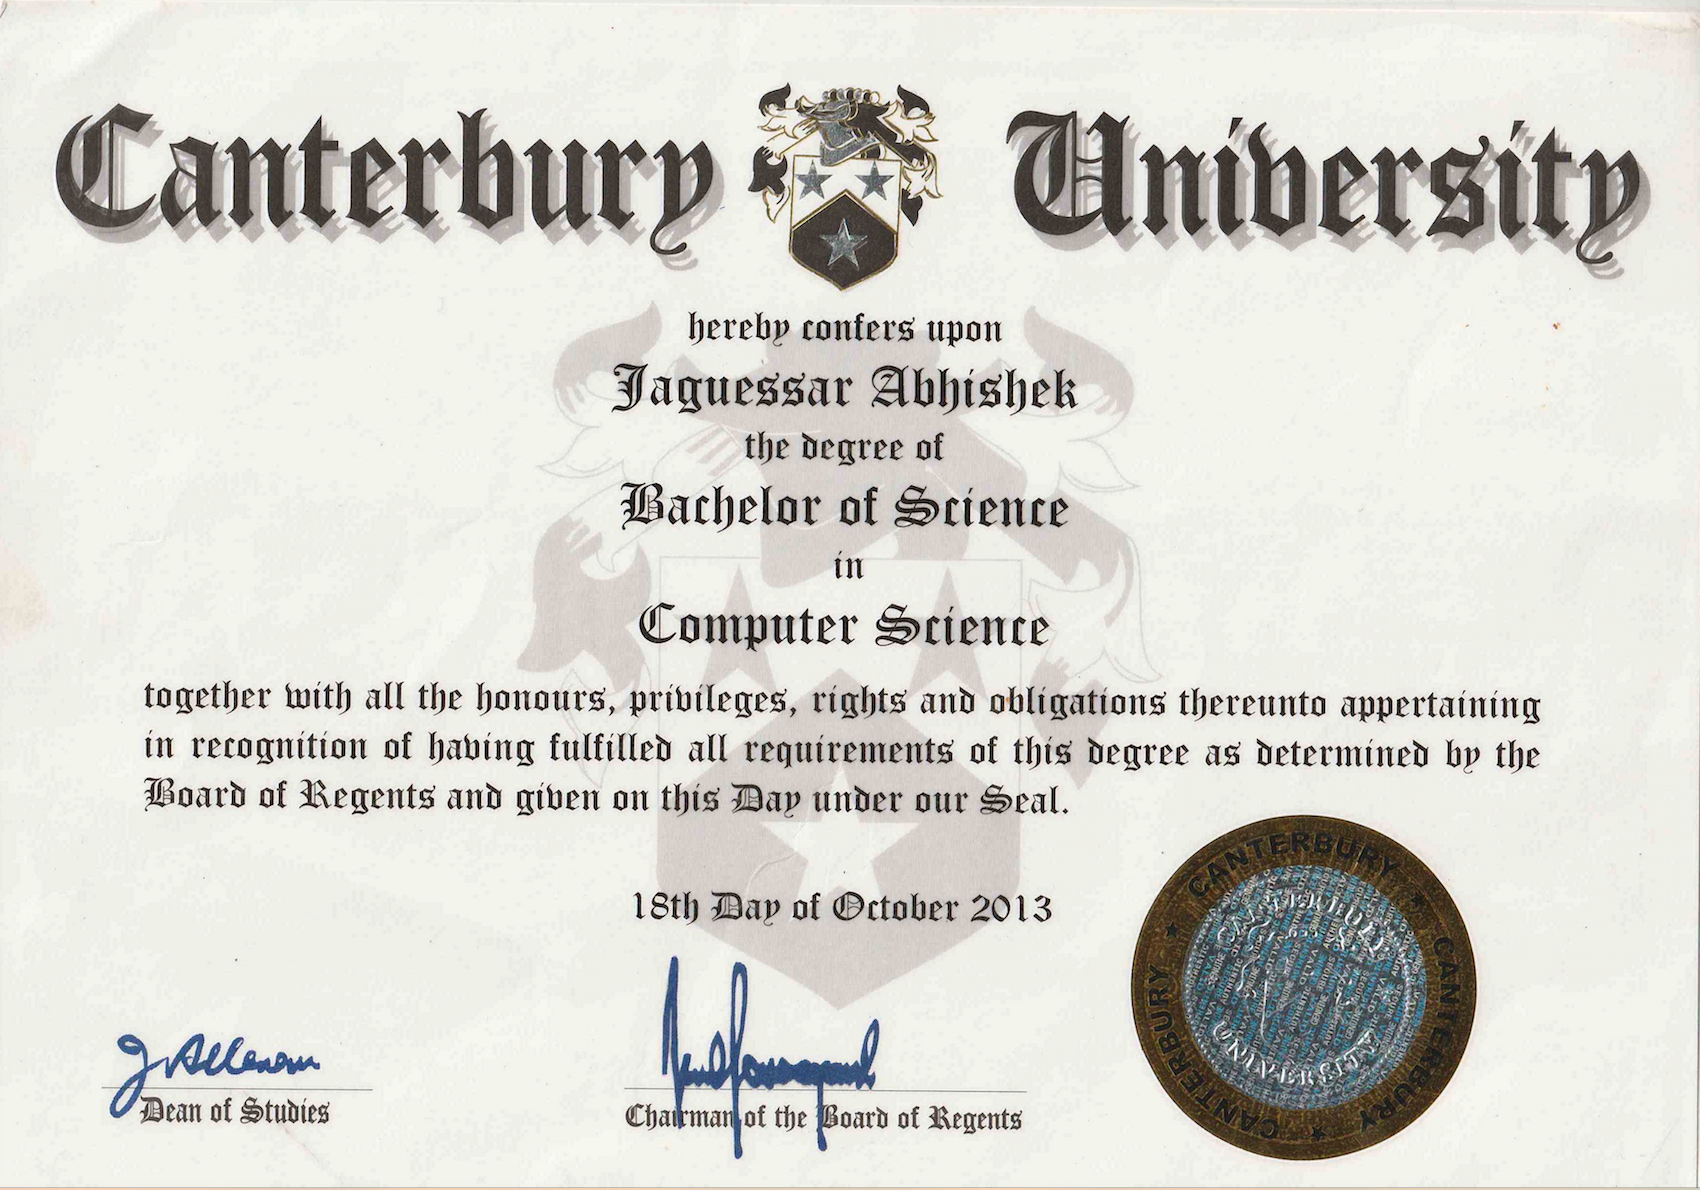 Canterbury University
hereby confers upon
Jaguessar Abhishek
the degree of
Bachelor of Science
in
Computer Science
together with all the honours, privileges, rights and obligations thereunto appertaining
in recognition of having fulfilled all requirements of this degree as determined by the
Board of Regents and given on this Day under our Seal.
18th Day of October 2013
Dean of Studies
Chairman of the Board of Regents
CANTERBURY ★ CANTERBURY ★ CANTERBURY ★
CANTERBURY
UNIVERSITY